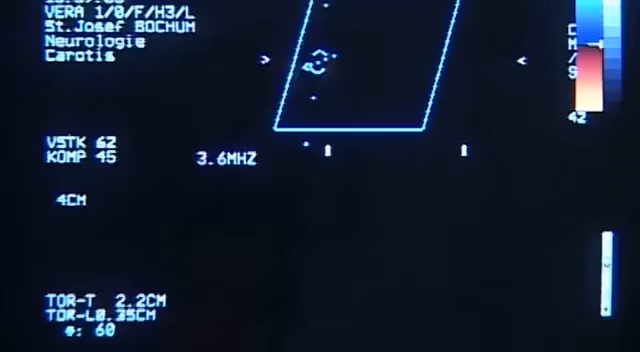 VERA 1/0/F/H3/L
St.Josef BOCHUM
Neurologie
Carotis
C
M
/
S
42
VSTK 62
KOMP 45
3.6MHZ
4CM
TOR-T 2.2CM
TOR-L0.35CM
: 60